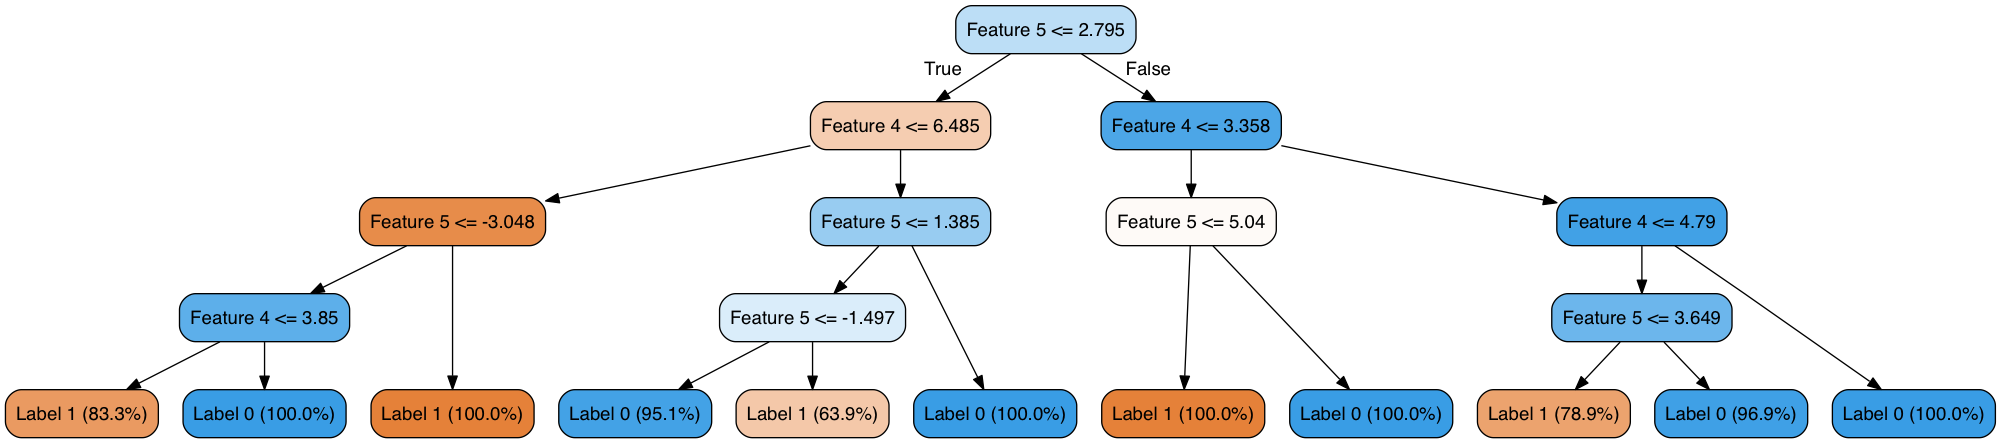 Feature 5 <= 2.795
True
False
Feature 4 <= 6.485
Feature 4 <= 3.358
Feature 5 <= -3.048
Feature 5 <= 1.385
Feature 5 <= 5.04
Feature 4 <= 4.79
Feature 4 <= 3.85
Feature 5 <= -1.497
Feature 5 <= 3.649
Label 1 (83.3%)
Label 0 (100.0%)
Label 1 (100.0%)
Label 0 (95.1%)
Label 1 (63.9%)
Label 0 (100.0%)
Label 1 (100.0%)
Label 0 (100.0%)
Label 1 (78.9%)
Label 0 (96.9%)
Label 0 (100.0%)